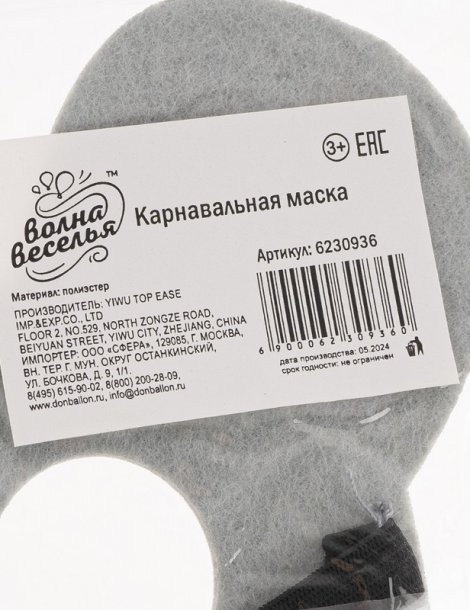 3+ EAC
волна
веселья ™
Карнавальная маска
Артикул: 6230936
Материал: полиэстер
ПРОИЗВОДИТЕЛЬ: YIWU TOP EASE
IMP.&EXP.CO., LTD
FLOOR 2, NO.529, NORTH ZONGZE ROAD,
BEIYUAN STREET, YIWU CITY, ZHEJIANG, CHINA
ИМПОРТЕР: ООО «СФЕРА», 129085, Г. МОСКВА,
ВН. ТЕР Г. МУН. ОКРУГ ОСТАНКИНСКИЙ,
УЛ. БОЧКОВА, Д. 9, 1/1.
8(495) 615-90-02, 8(800) 200-28-09,
www.donballon.ru, info@donballon.ru
6 900062 309360
дата производства: 05.2024
срок годности: не ограничен